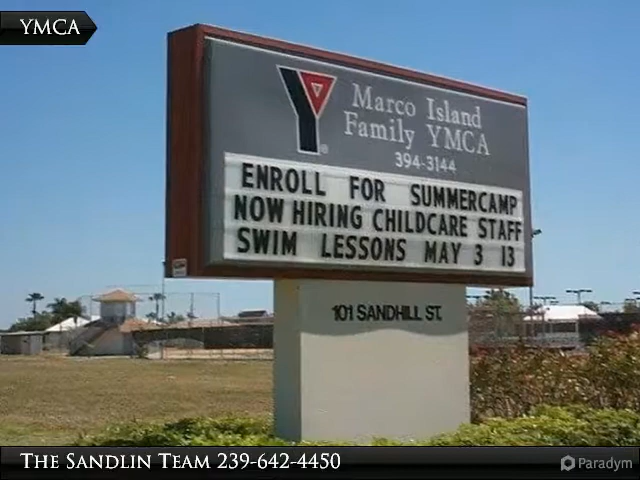 YMCA
Marco Island
Family YMCA
394-3144
ENROLL FOR SUMMERCAMP
NOW HIRING CHILDCARE STAFF
SWIM LESSONS MAY 3 13
101 SANDHILL ST.
THE SANDLIN TEAM 239-642-4450
Paradym